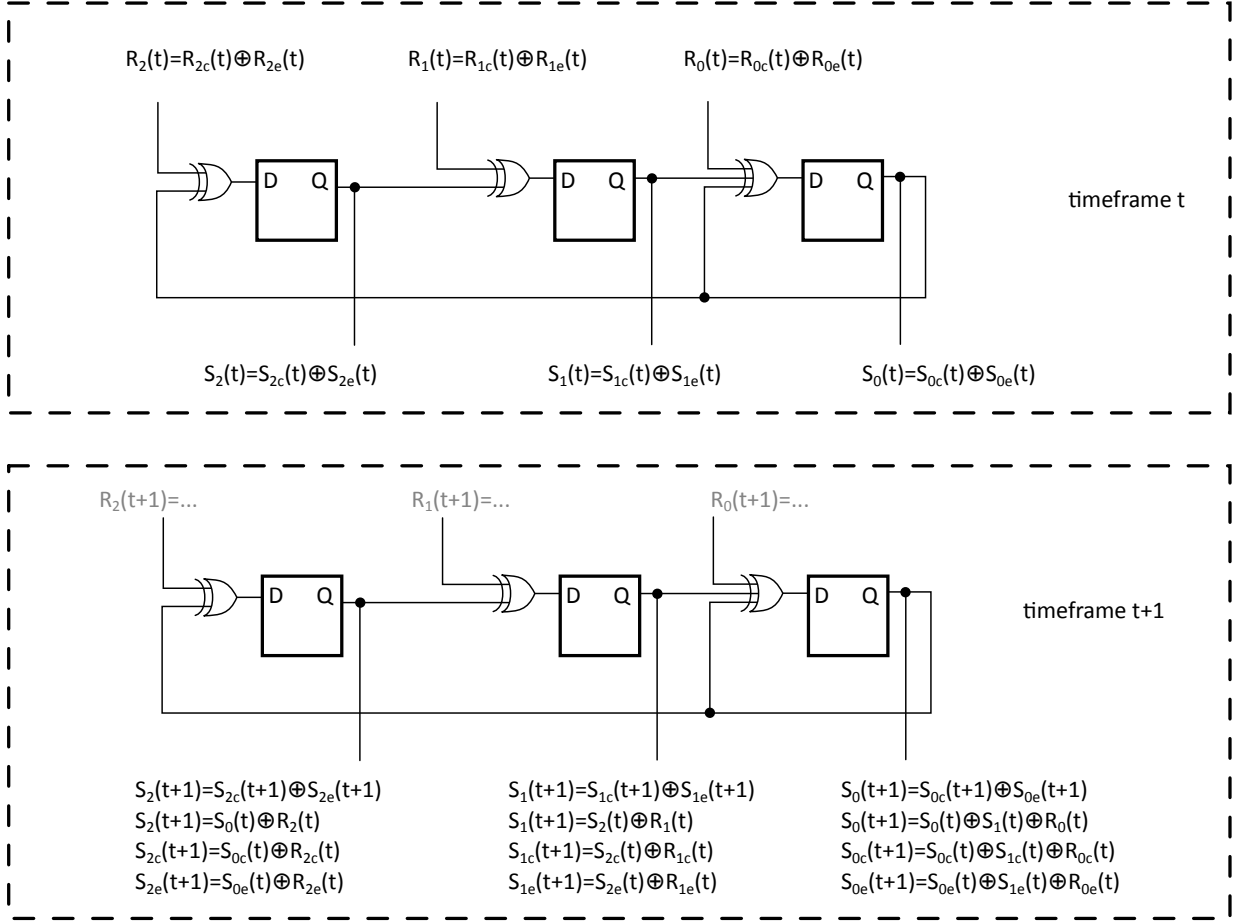 R₂(t)=R₂c(t)⊕R₂e(t)
R₁(t)=R₁c(t)⊕R₁e(t)
R₀(t)=R₀c(t)⊕R₀e(t)
D Q
D Q
D Q
timeframe t
S₂(t)=S₂c(t)⊕S₂e(t)
S₁(t)=S₁c(t)⊕S₁e(t)
S₀(t)=S₀c(t)⊕S₀e(t)
R₂(t+1)=...
R₁(t+1)=...
R₀(t+1)=...
D Q
D Q
D Q
timeframe t+1
S₂(t+1)=S₂c(t+1)⊕S₂e(t+1)
S₂(t+1)=S₀(t)⊕R₂(t)
S₂c(t+1)=S₀c(t)⊕R₂c(t)
S₂e(t+1)=S₀e(t)⊕R₂e(t)
S₁(t+1)=S₁c(t+1)⊕S₁e(t+1)
S₁(t+1)=S₂(t)⊕R₁(t)
S₁c(t+1)=S₂c(t)⊕R₁c(t)
S₁e(t+1)=S₂e(t)⊕R₁e(t)
S₀(t+1)=S₀c(t+1)⊕S₀e(t+1)
S₀(t+1)=S₀(t)⊕S₁(t)⊕R₀(t)
S₀c(t+1)=S₀c(t)⊕S₁c(t)⊕R₀c(t)
S₀e(t+1)=S₀e(t)⊕S₁e(t)⊕R₀e(t)